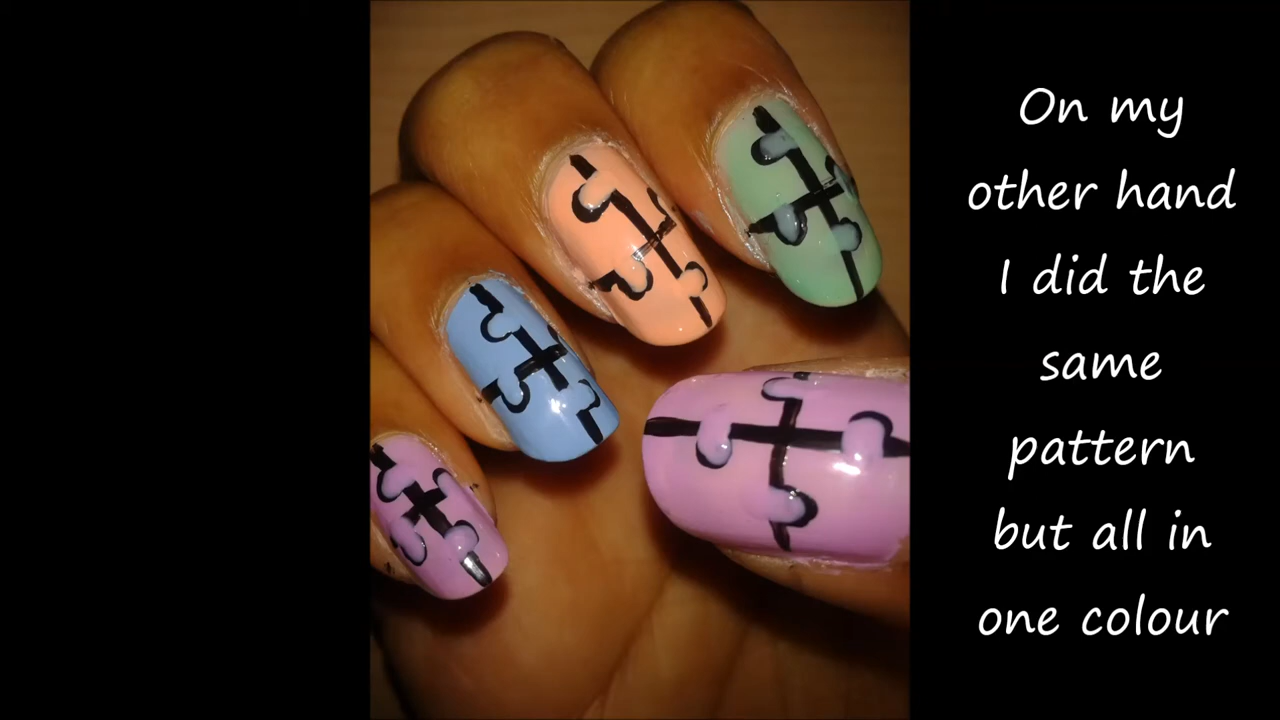 On my
other hand
I did the
same
pattern
but all in
one colour